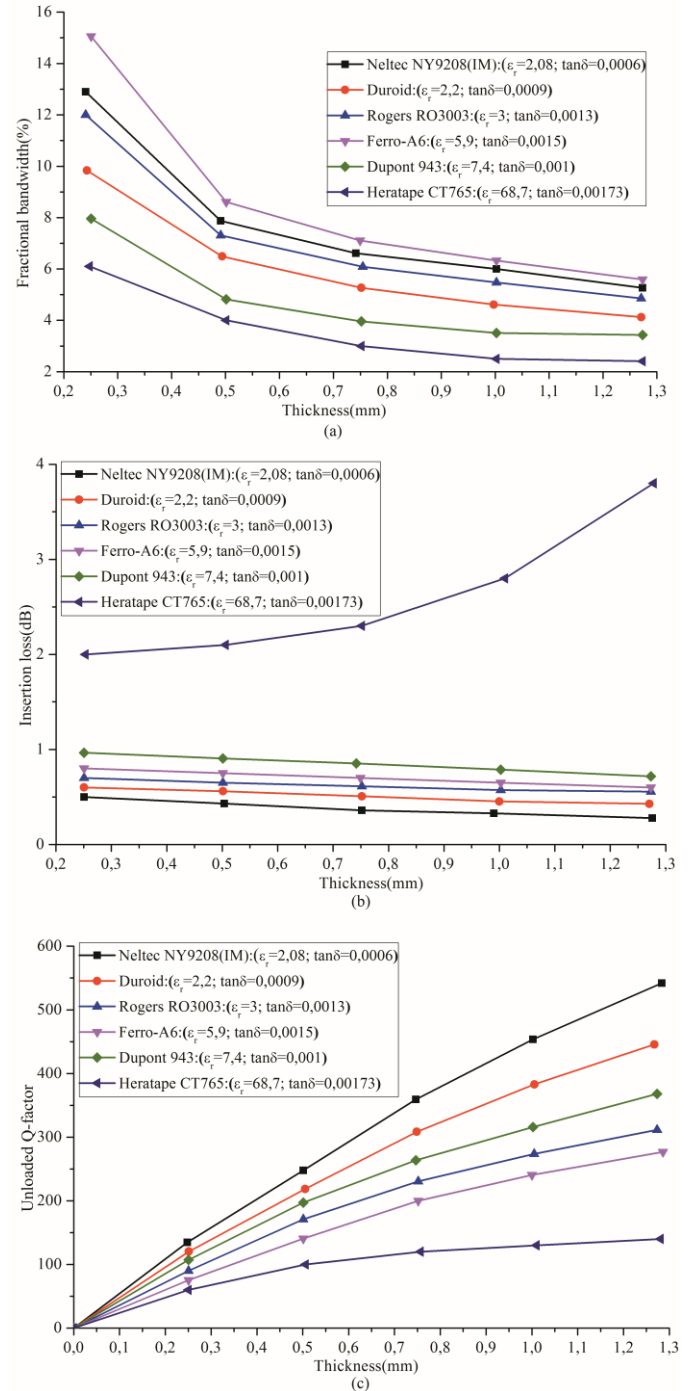 16
14
12
10
8
6
4
2
Fractional bandwidth(%)
Neltec NY9208(IM):(εr=2,08; tanδ=0,0006)
Duroid:(εr=2,2; tanδ=0,0009)
Rogers RO3003:(εr=3; tanδ=0,0013)
Ferro-A6:(εr=5,9; tanδ=0,0015)
Dupont 943:(εr=7,4; tanδ=0,001)
Heratape CT765:(εr=68,7; tanδ=0,00173)
0,2 0,3 0,4 0,5 0,6 0,7 0,8 0,9 1,0 1,1 1,2 1,3
Thickness(mm)
(a)
4
3
2
1
0
Insertion loss(dB)
Neltec NY9208(IM):(εr=2,08; tanδ=0,0006)
Duroid:(εr=2,2; tanδ=0,0009)
Rogers RO3003:(εr=3; tanδ=0,0013)
Ferro-A6:(εr=5,9; tanδ=0,0015)
Dupont 943:(εr=7,4; tanδ=0,001)
Heratape CT765:(εr=68,7; tanδ=0,00173)
0,2 0,3 0,4 0,5 0,6 0,7 0,8 0,9 1,0 1,1 1,2 1,3
Thickness(mm)
(b)
600
500
400
300
200
100
0
Unloaded Q-factor
Neltec NY9208(IM):(εr=2,08; tanδ=0,0006)
Duroid:(εr=2,2; tanδ=0,0009)
Rogers RO3003:(εr=3; tanδ=0,0013)
Ferro-A6:(εr=5,9; tanδ=0,0015)
Dupont 943:(εr=7,4; tanδ=0,001)
Heratape CT765:(εr=68,7; tanδ=0,00173)
0,0 0,1 0,2 0,3 0,4 0,5 0,6 0,7 0,8 0,9 1,0 1,1 1,2 1,3
Thickness(mm)
(c)